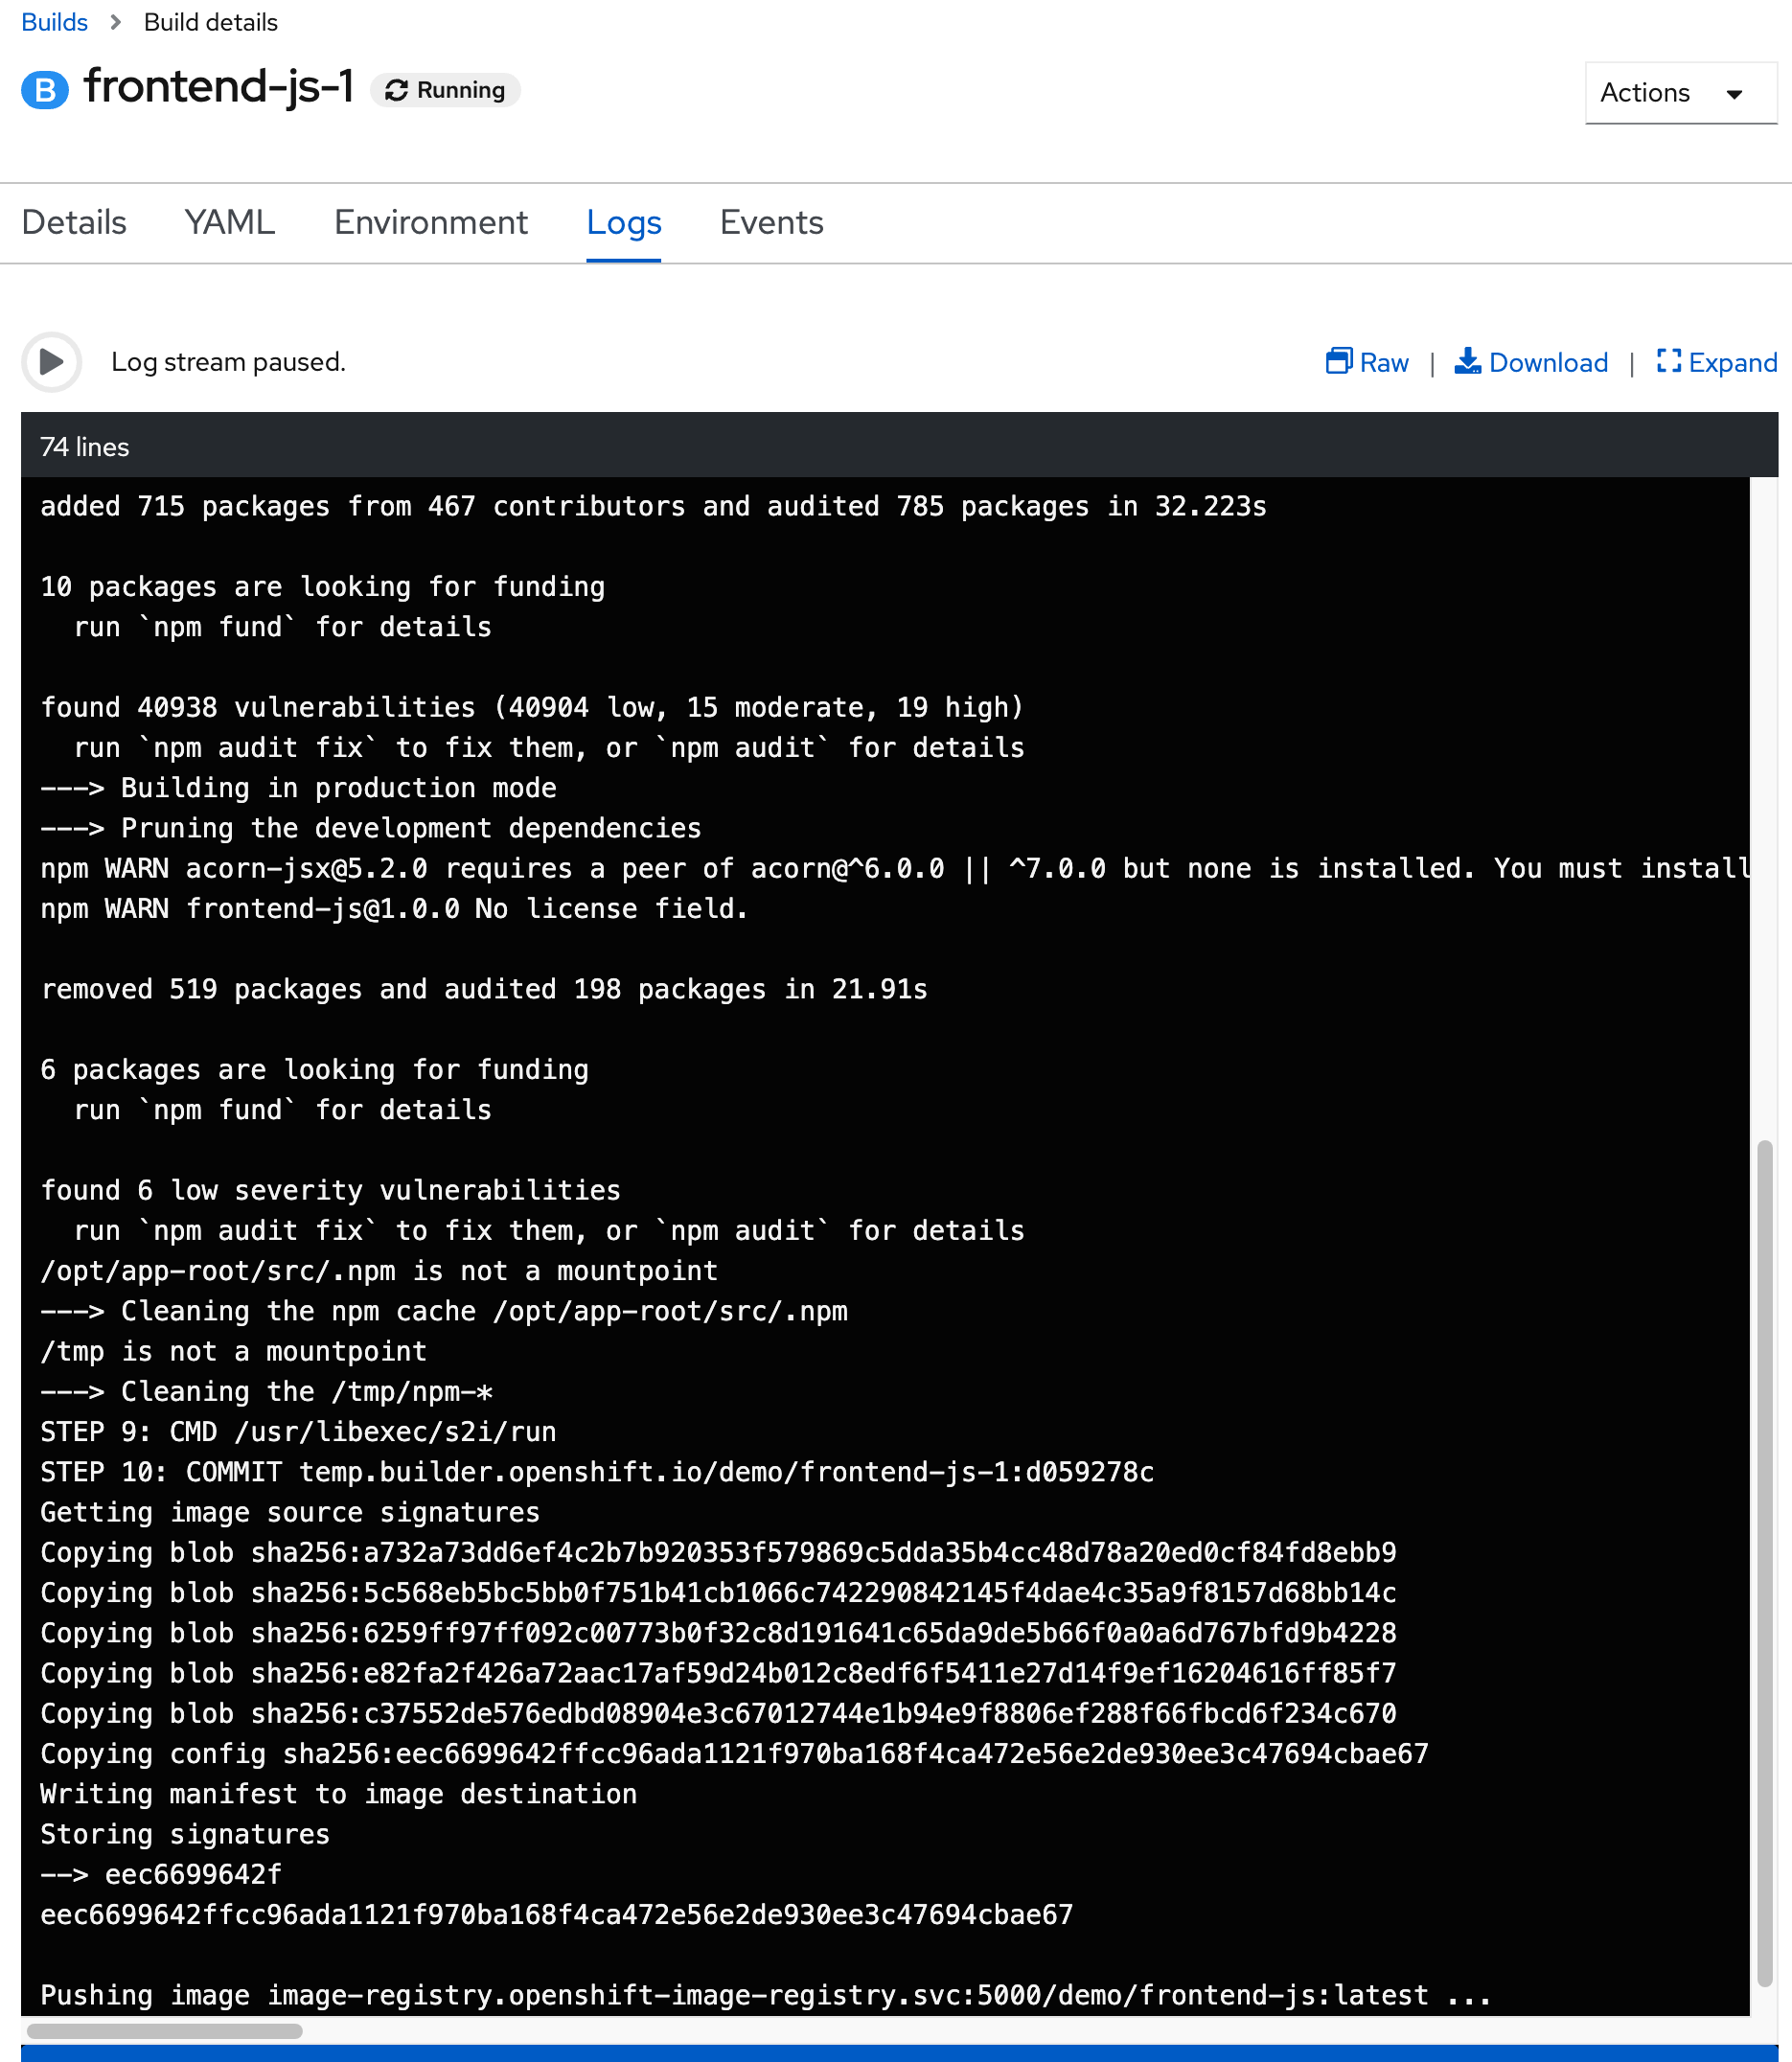 Builds > Build details
B frontend-js-1 Running
Actions
Details YAML Environment Logs Events
Log stream paused.
Raw | Download | Expand
74 lines
added 715 packages from 467 contributors and audited 785 packages in 32.223s
10 packages are looking for funding
run `npm fund` for details
found 40938 vulnerabilities (40904 low, 15 moderate, 19 high)
run `npm audit fix` to fix them, or `npm audit` for details
---> Building in production mode
---> Pruning the development dependencies
npm WARN acorn-jsx@5.2.0 requires a peer of acorn@^6.0.0 || ^7.0.0 but none is installed. You must install
npm WARN frontend-js@1.0.0 No license field.
removed 519 packages and audited 198 packages in 21.91s
6 packages are looking for funding
run `npm fund` for details
found 6 low severity vulnerabilities
run `npm audit fix` to fix them, or `npm audit` for details
/opt/app-root/src/.npm is not a mountpoint
---> Cleaning the npm cache /opt/app-root/src/.npm
/tmp is not a mountpoint
---> Cleaning the /tmp/npm-*
STEP 9: CMD /usr/libexec/s2i/run
STEP 10: COMMIT temp.builder.openshift.io/demo/frontend-js-1:d059278c
Getting image source signatures
Copying blob sha256:a732a73dd6ef4c2b7b920353f579869c5dda35b4cc48d78a20ed0cf84fd8ebb9
Copying blob sha256:5c568eb5bc5bb0f751b41cb1066c742290842145f4dae4c35a9f8157d68bb14c
Copying blob sha256:6259ff97ff092c00773b0f32c8d191641c65da9de5b66f0a0a6d767bfd9b4228
Copying blob sha256:e82fa2f426a72aac17af59d24b012c8edf6f5411e27d14f9ef16204616ff85f7
Copying blob sha256:c37552de576edbd08904e3c67012744e1b94e9f8806ef288f66fbcd6f234c670
Copying config sha256:eec6699642ffcc96ada1121f970ba168f4ca472e56e2de930ee3c47694cbae67
Writing manifest to image destination
Storing signatures
--> eec6699642f
eec6699642ffcc96ada1121f970ba168f4ca472e56e2de930ee3c47694cbae67
Pushing image image-registry.openshift-image-registry.svc:5000/demo/frontend-js:latest ...